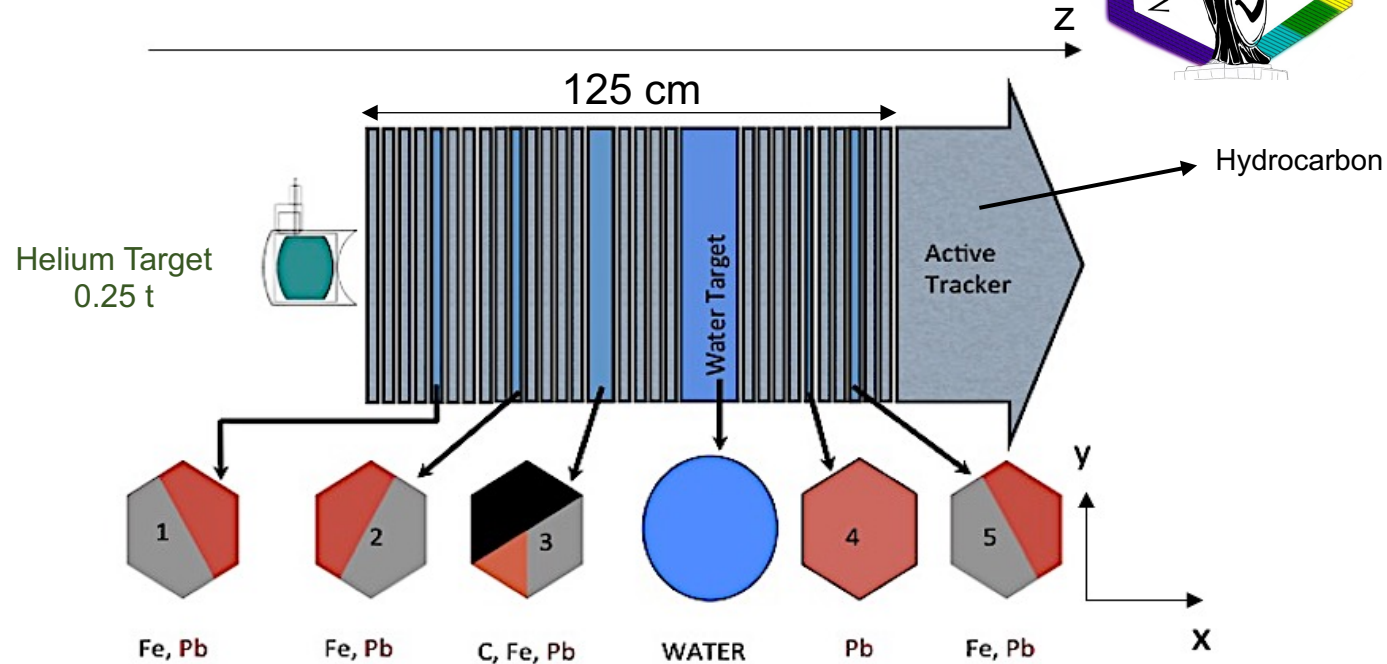 z
125 cm
Hydrocarbon
Helium Target
0.25 t
Water Target
Active
Tracker
y
1
2
3
4
5
Fe, Pb
Fe, Pb
C, Fe, Pb
WATER
Pb
Fe, Pb
x